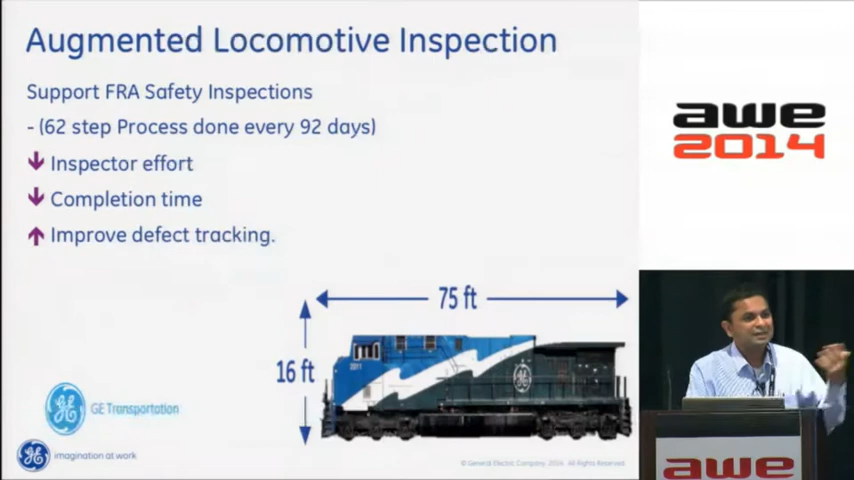 Augmented Locomotive Inspection
Support FRA Safety Inspections
- (62 step Process done every 92 days)
Inspector effort
Completion time
Improve defect tracking.
75 ft
16 ft
GE Transportation
imagination at work
© General Electric Company, 2014. All Rights Reserved.
awe
2014
awe